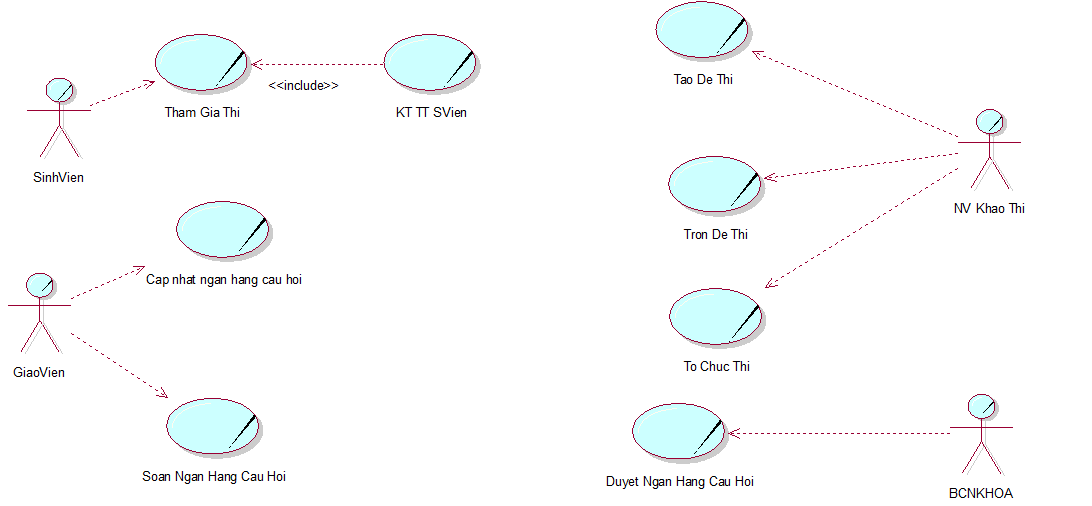 Tao De Thi
<<include>>
Tham Gia Thi
KT TT SVien
SinhVien
NV Khao Thi
Tron De Thi
Cap nhat ngan hang cau hoi
GiaoVien
To Chuc Thi
Soan Ngan Hang Cau Hoi
Duyet Ngan Hang Cau Hoi
BCNKHOA